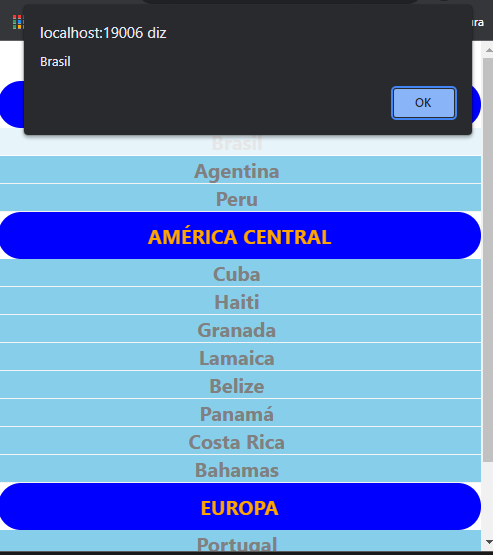 localhost:19006 diz
Brasil
OK
ura
Brasil
Agentina
Peru
AMÉRICA CENTRAL
Cuba
Haiti
Granada
Lamaica
Belize
Panamá
Costa Rica
Bahamas
EUROPA
Portugal